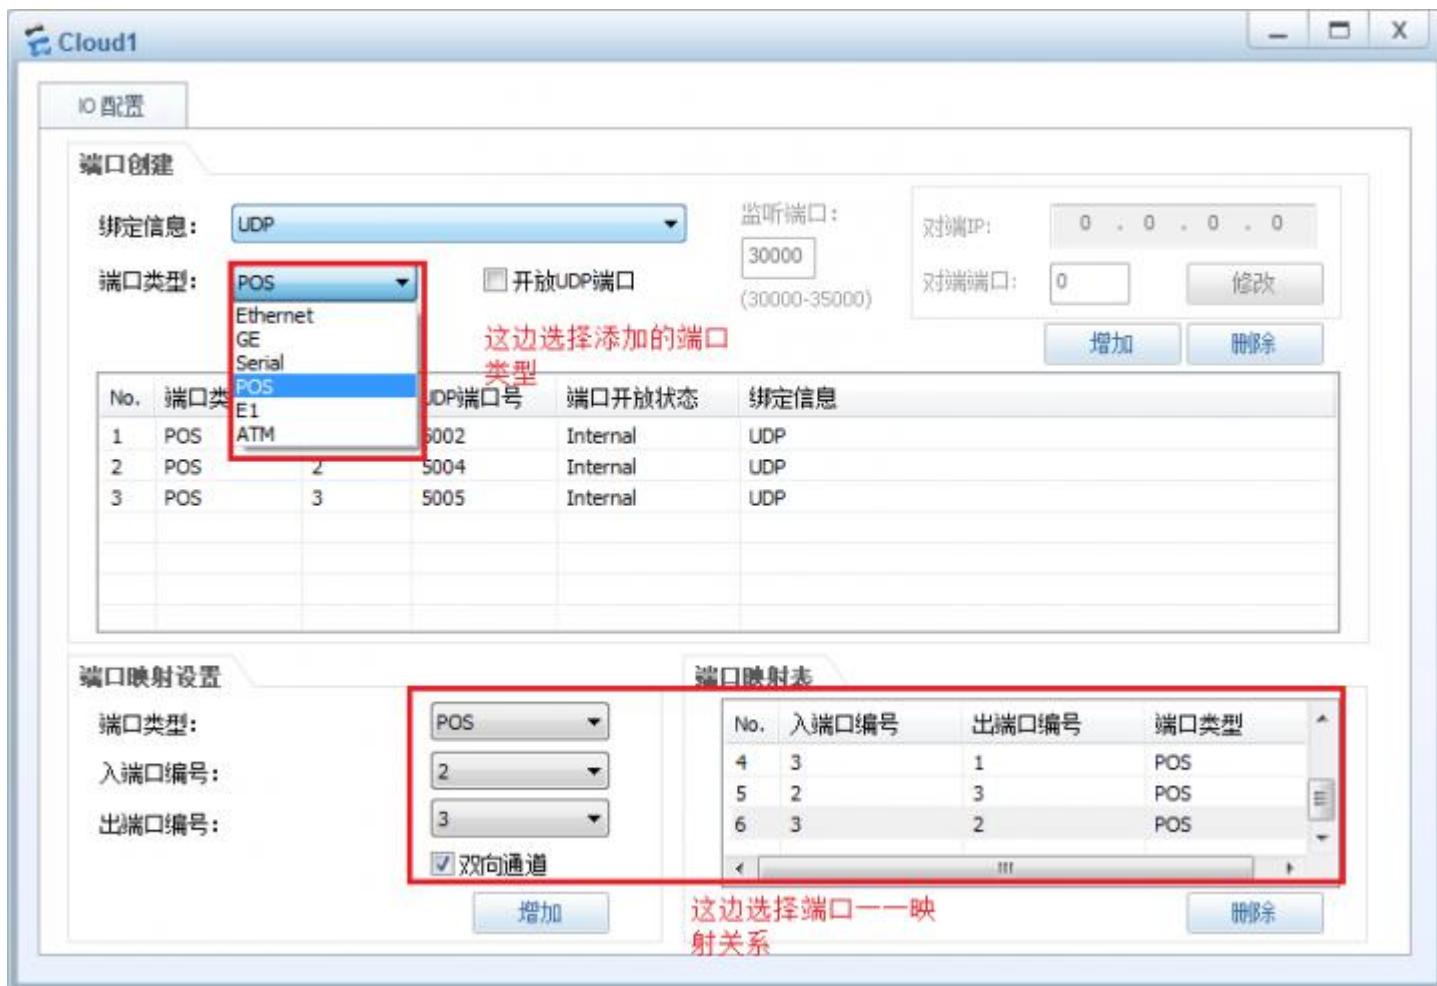 Cloud1
IO 配置
端口创建
绑定信息： UDP 监听端口： 对端IP： 0 . 0 . 0 . 0
30000
端口类型： POS 开放UDP端口 (30000-35000) 对端端口： 0 修改
Ethernet
GE
Serial
POS
E1
ATM
这边选择添加的端口
类型
增加 删除
No. 端口类 UDP端口号 端口开放状态 绑定信息
1 POS 5002 Internal UDP
2 POS 2 5004 Internal UDP
3 POS 3 5005 Internal UDP
端口映射设置
端口类型： POS
入端口编号： 2
出端口编号： 3
双向通道
增加
端口映射表
No. 入端口编号 出端口编号 端口类型
4 3 1 POS
5 2 3 POS
6 3 2 POS
这边选择端口一一映
射关系
删除